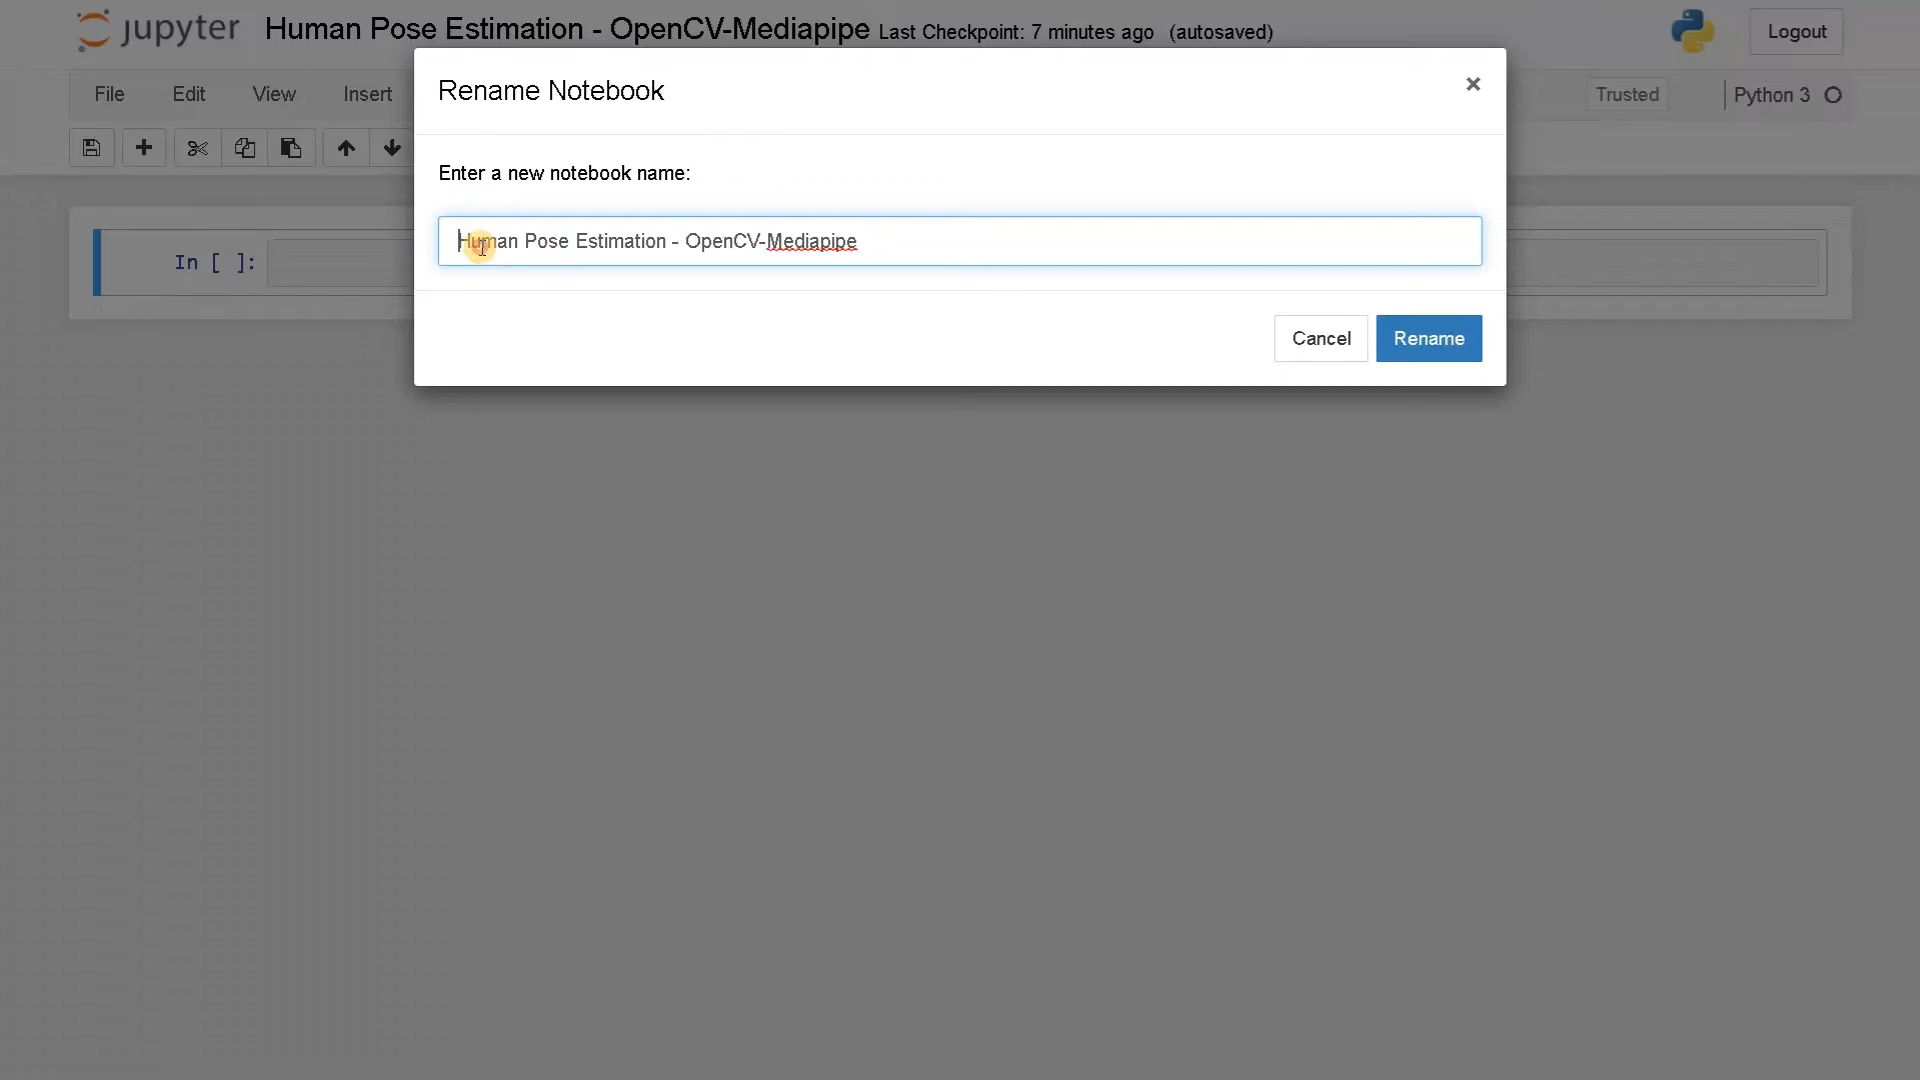 jupyter Human Pose Estimation - OpenCV-Mediapipe Last Checkpoint: 7 minutes ago (autosaved) Logout
File Edit View Insert Trusted Python 3
Rename Notebook ×
Enter a new notebook name:
Human Pose Estimation - OpenCV-Mediapipe
In [ ]:
Cancel Rename